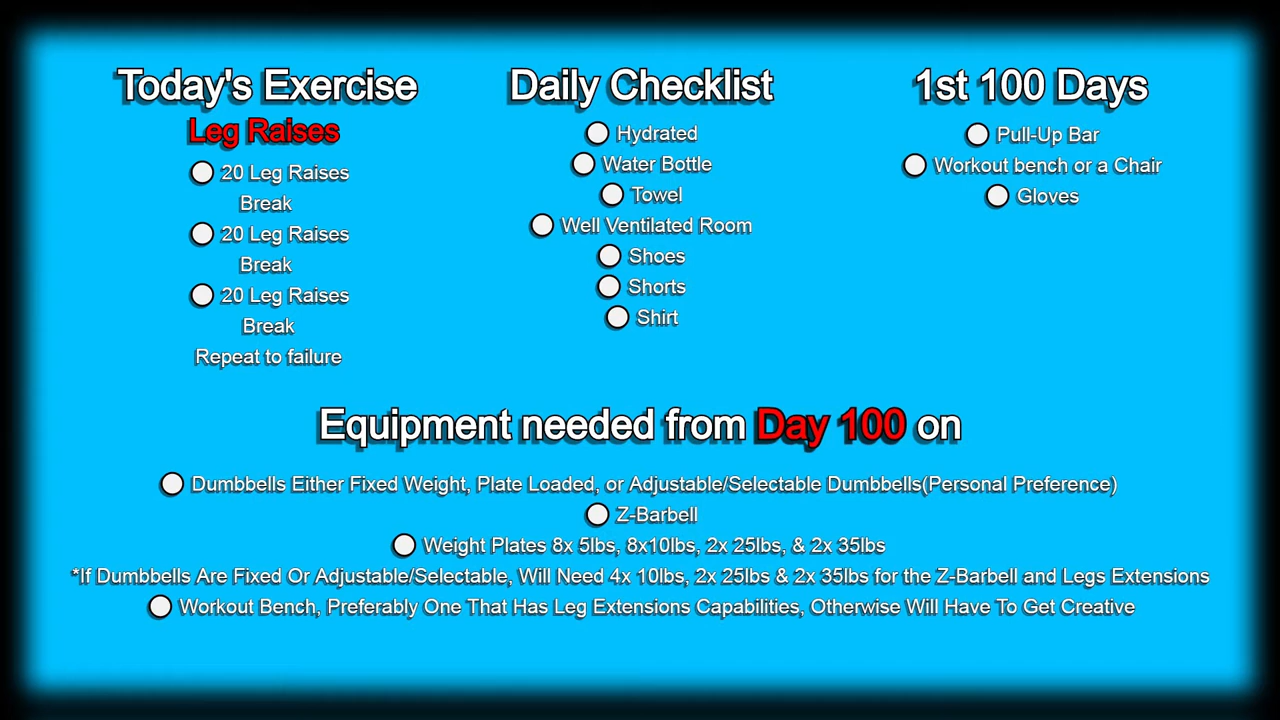 Today's Exercise
Leg Raises
20 Leg Raises
Break
20 Leg Raises
Break
20 Leg Raises
Break
Repeat to failure
Daily Checklist
Hydrated
Water Bottle
Towel
Well Ventilated Room
Shoes
Shorts
Shirt
1st 100 Days
Pull-Up Bar
Workout bench or a Chair
Gloves
Equipment needed from Day 100 on
Dumbbells Either Fixed Weight, Plate Loaded, or Adjustable/Selectable Dumbbells(Personal Preference)
Z-Barbell
Weight Plates 8x 5lbs, 8x10lbs, 2x 25lbs, & 2x 35lbs
*If Dumbbells Are Fixed Or Adjustable/Selectable, Will Need 4x 10lbs, 2x 25lbs & 2x 35lbs for the Z-Barbell and Legs Extensions
Workout Bench, Preferably One That Has Leg Extensions Capabilities, Otherwise Will Have To Get Creative